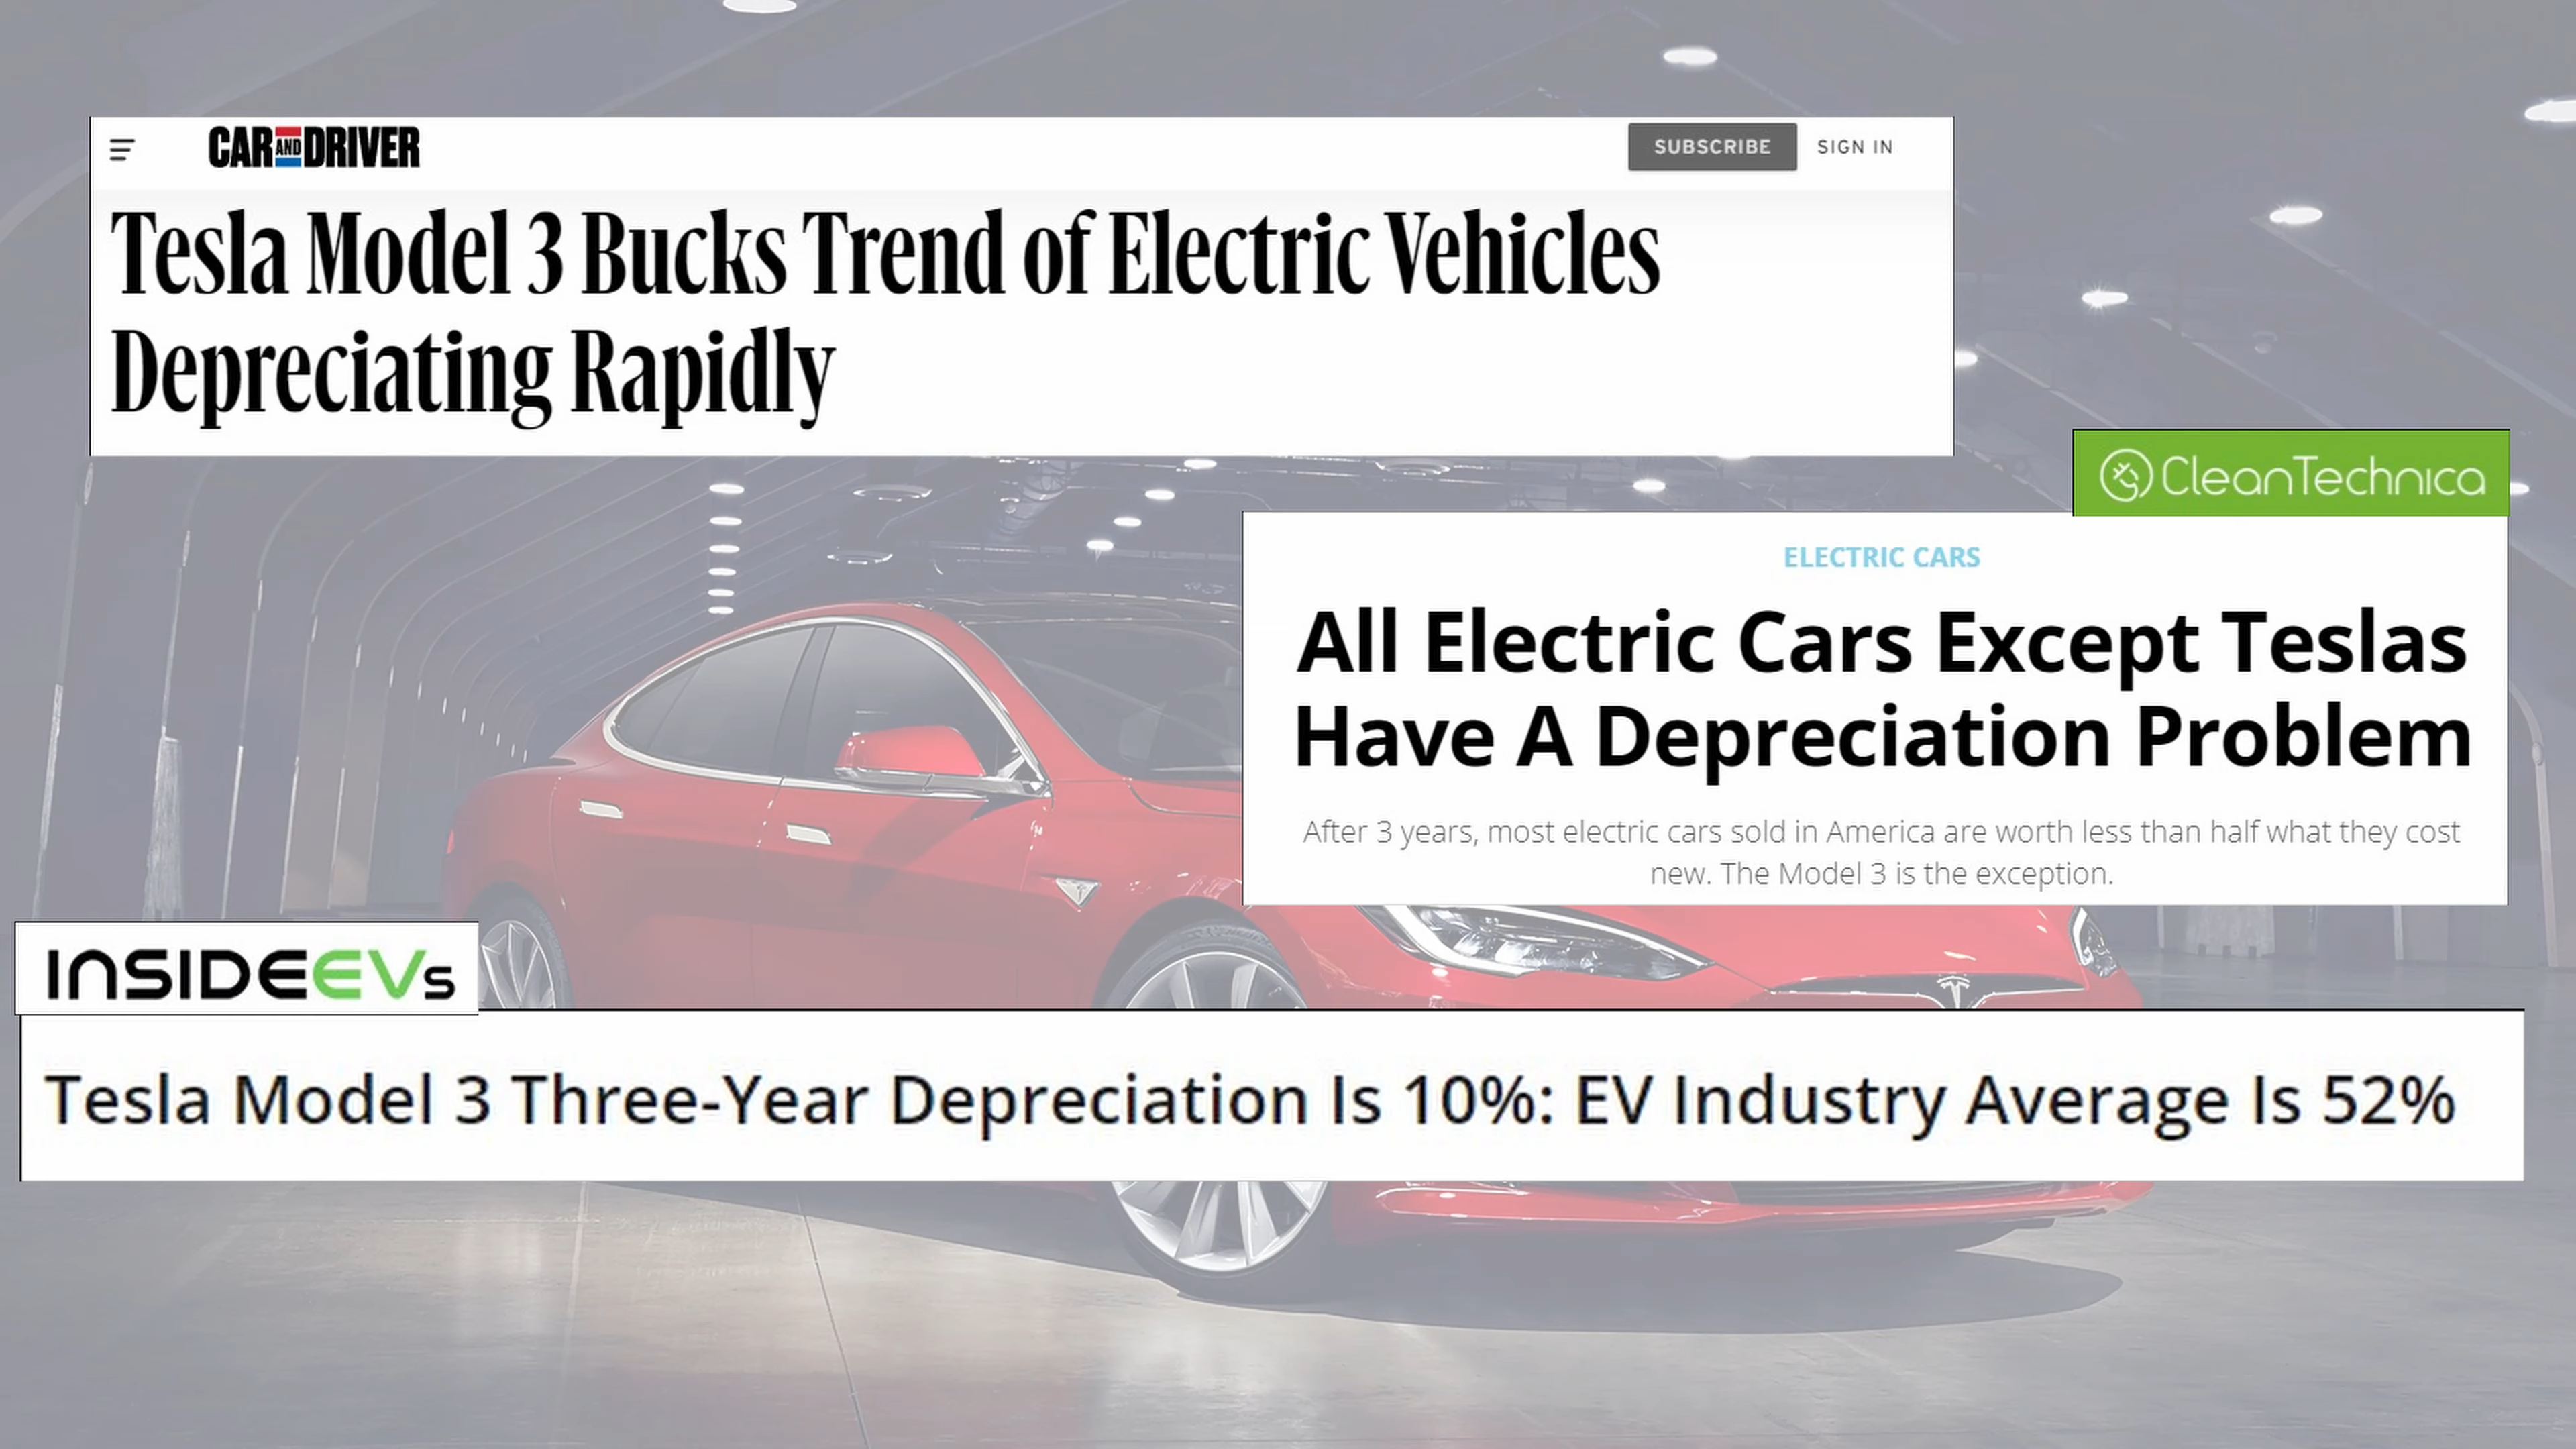 CAR AND DRIVER
SUBSCRIBE
SIGN IN
Tesla Model 3 Bucks Trend of Electric Vehicles
Depreciating Rapidly
CleanTechnica
ELECTRIC CARS
All Electric Cars Except Teslas
Have A Depreciation Problem
After 3 years, most electric cars sold in America are worth less than half what they cost
new. The Model 3 is the exception.
INSIDEEVs
Tesla Model 3 Three-Year Depreciation Is 10%: EV Industry Average Is 52%